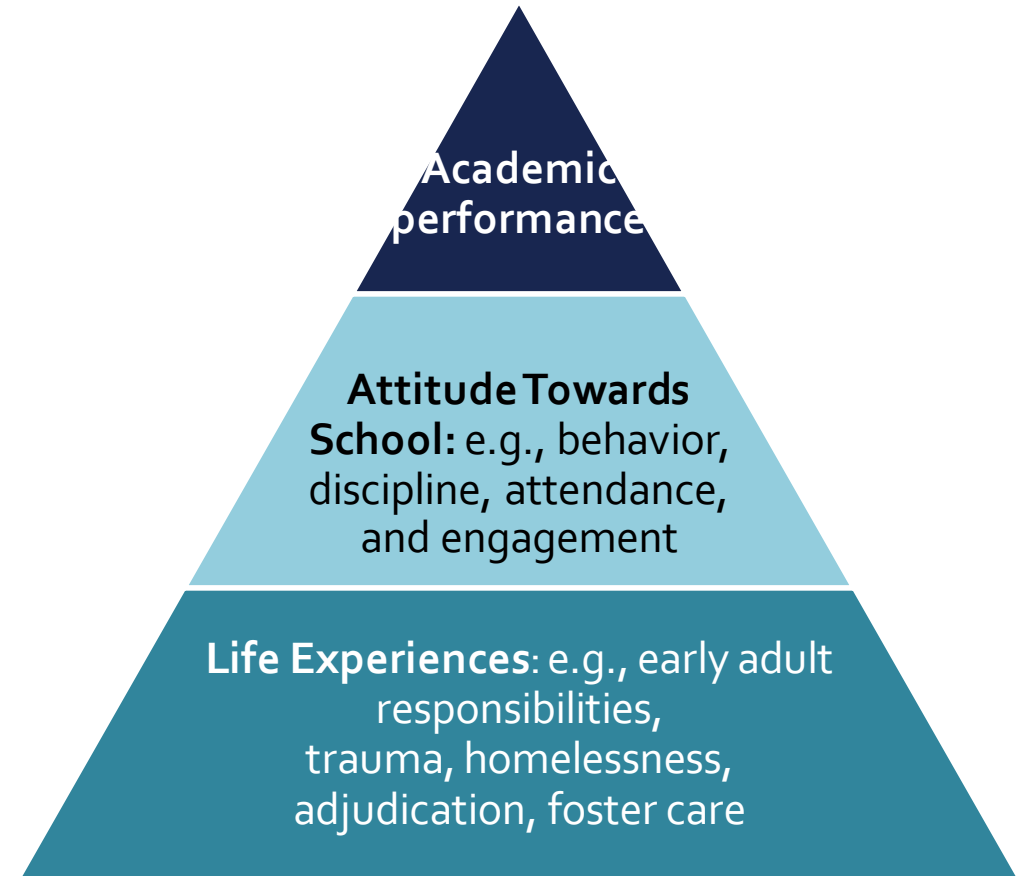 Academic
performance
Attitude Towards
School: e.g., behavior,
discipline, attendance,
and engagement
Life Experiences: e.g., early adult
responsibilities,
trauma, homelessness,
adjudication, foster care